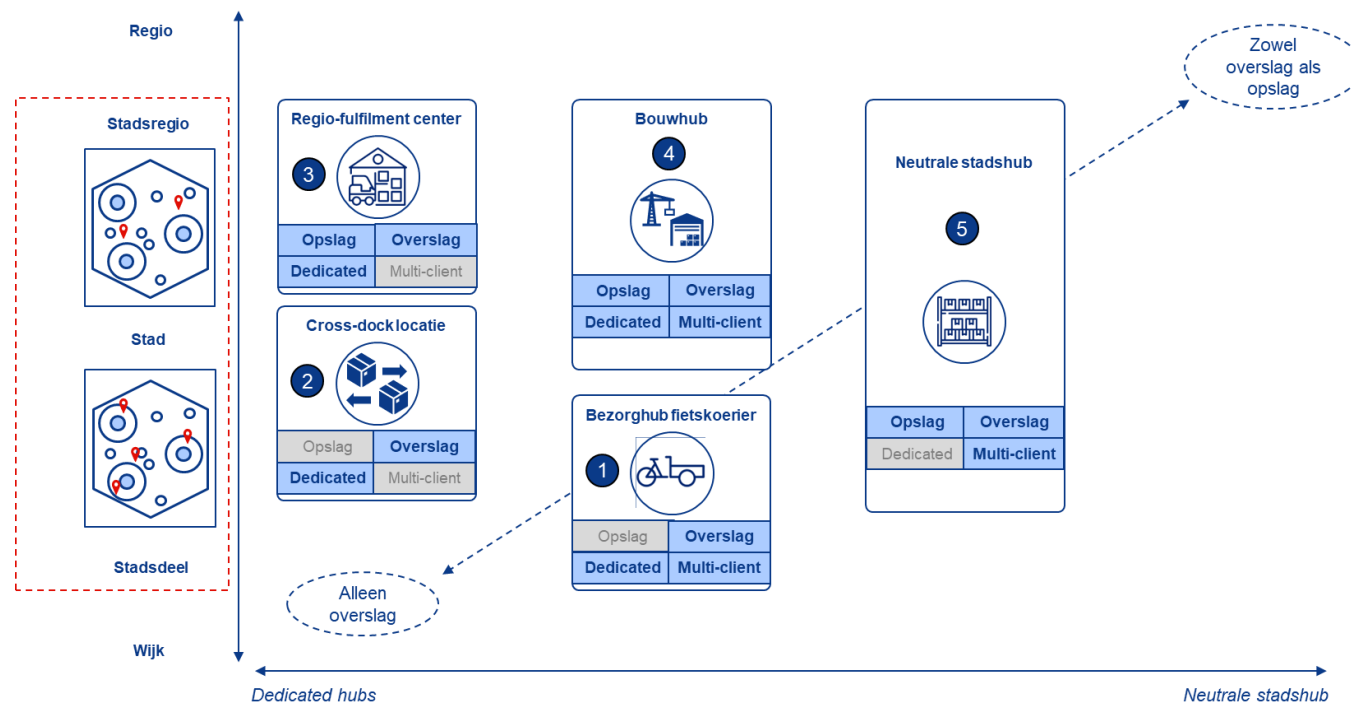 Regio
Zowel
overslag als
opslag
Stadsregio
Stad
Stadsdeel
Wijk
Regio-fulfilment center
3
Opslag
Overslag
Dedicated
Multi-client
Cross-dock locatie
2
Opslag
Overslag
Dedicated
Multi-client
Bouwhub
4
Opslag
Overslag
Dedicated
Multi-client
Bezorghub fietskoerier
1
Opslag
Overslag
Dedicated
Multi-client
Neutrale stadshub
5
Opslag
Overslag
Dedicated
Multi-client
Alleen
overslag
Dedicated hubs
Neutrale stadshub